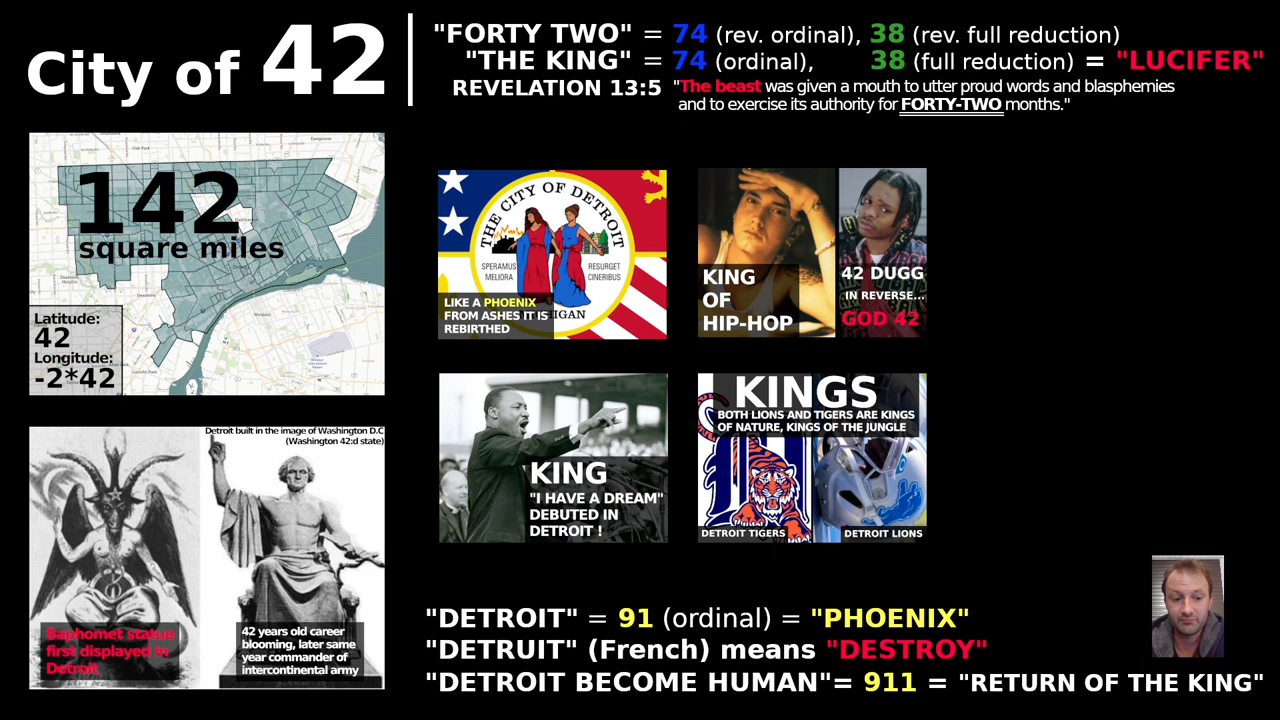 City of 42
"FORTY TWO" = 74 (rev. ordinal), 38 (rev. full reduction)
"THE KING" = 74 (ordinal), 38 (full reduction) = "LUCIFER"
REVELATION 13:5 "The beast was given a mouth to utter proud words and blasphemies
and to exercise its authority for FORTY-TWO months."
142
square miles
Latitude:
42
Longitude:
-2*42
THE CITY OF DETROIT
SPERAMUS
MELIORA
RESURGET
CINERIBUS
LIKE A PHOENIX
FROM ASHES IT IS
REBIRTHED
KING
OF
HIP-HOP
42 DUGG
IN REVERSE...
GOD 42
KING
"I HAVE A DREAM"
DEBUTED IN
DETROIT !
KINGS
BOTH LIONS AND TIGERS ARE KINGS
OF NATURE, KINGS OF THE JUNGLE
DETROIT TIGERS
DETROIT LIONS
Detroit built in the image of Washington D.C
(Washington 42:d state)
Baphomet statue
first displayed in
Detroit
42 years old career
blooming, later same
year commander of
intercontinental army
"DETROIT" = 91 (ordinal) = "PHOENIX"
"DETRUIT" (French) means "DESTROY"
"DETROIT BECOME HUMAN"= 911 = "RETURN OF THE KING"